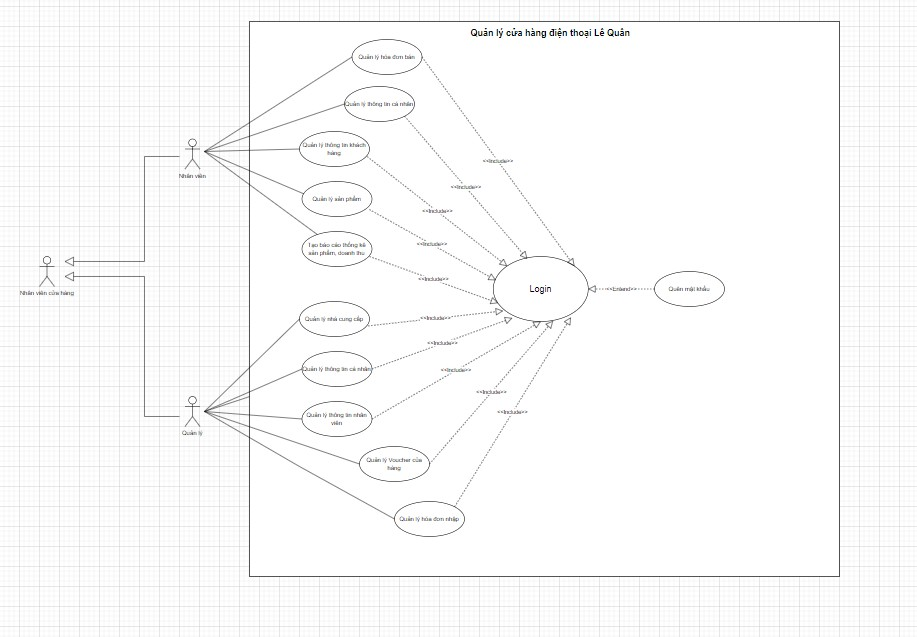 Quản lý cửa hàng điện thoại Lê Quân
Quản lý hóa đơn bán
Quản lý thông tin cá nhân
Quản lý thông tin khách
hàng
Quản lý sản phẩm
Tạo báo cáo thống kê
sản phẩm, doanh thu
Nhân viên
<<Include>>
<<Include>>
<<Include>>
<<Include>>
<<Include>>
Nhân viên cửa hàng
Login
<<Extend>>
Quên mật khẩu
Quản lý nhà cung cấp
Quản lý thông tin cá nhân
Quản lý thông tin nhân
viên
Quản lý Voucher cửa
hàng
Quản lý hóa đơn nhập
Quản lý
<<Include>>
<<Include>>
<<Include>>
<<Include>>
<<Include>>